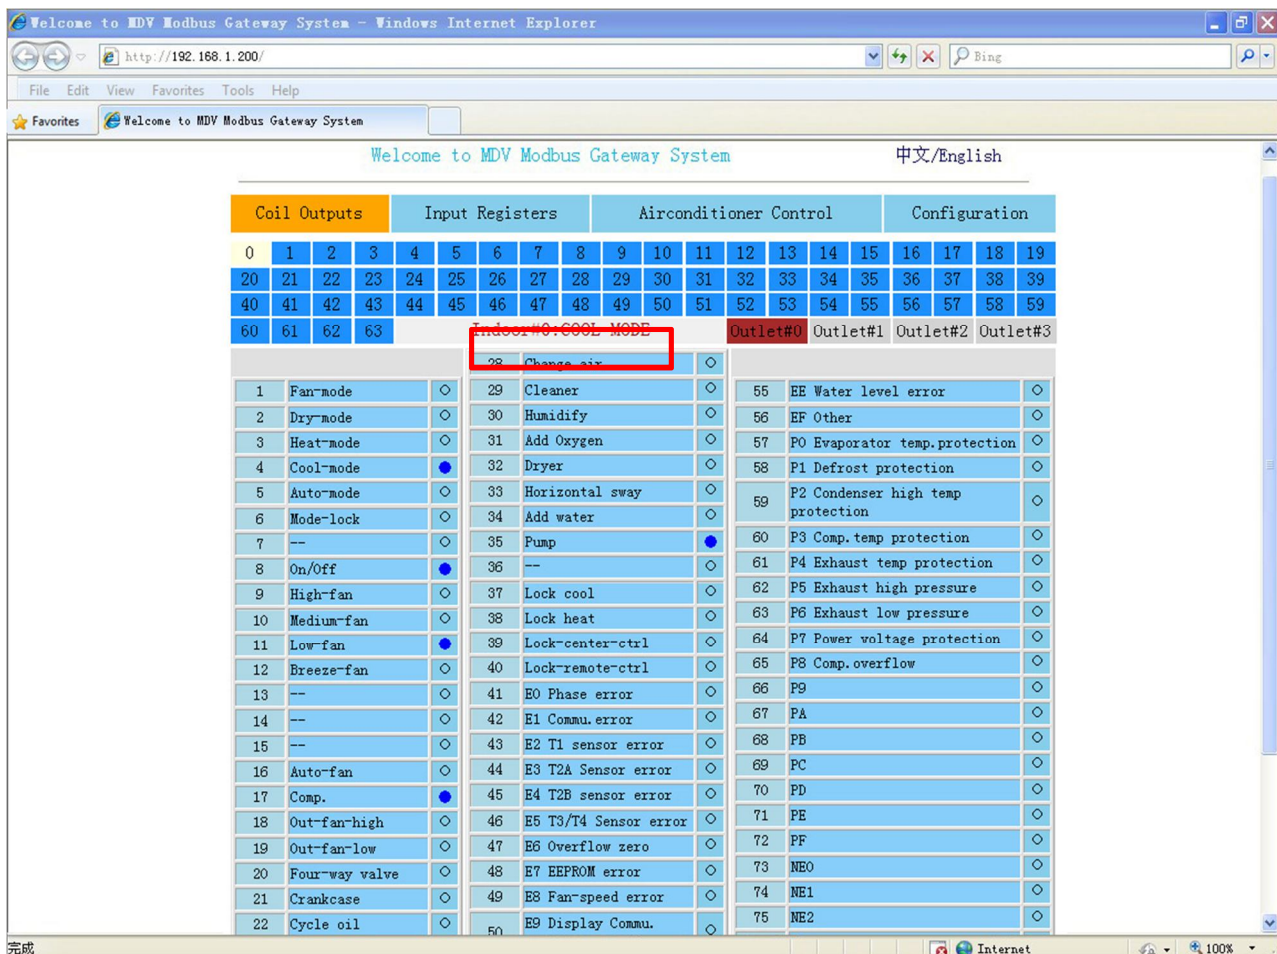 Welcome to MDV Modbus Gateway System - Windows Internet Explorer
http://192.168.1.200/
Bing
File Edit View Favorites Tools Help
Favorites Welcome to MDV Modbus Gateway System
Welcome to MDV Modbus Gateway System 中文/English
Coil Outputs Input Registers Airconditioner Control Configuration
0 1 2 3 4 5 6 7 8 9 10 11 12 13 14 15 16 17 18 19
20 21 22 23 24 25 26 27 28 29 30 31 32 33 34 35 36 37 38 39
40 41 42 43 44 45 46 47 48 49 50 51 52 53 54 55 56 57 58 59
60 61 62 63 Indoor#0:COOL MODE Outlet#0 Outlet#1 Outlet#2 Outlet#3
1 Fan-mode
2 Dry-mode
3 Heat-mode
4 Cool-mode
5 Auto-mode
6 Mode-lock
7 --
8 On/Off
9 High-fan
10 Medium-fan
11 Low-fan
12 Breeze-fan
13 --
14 --
15 --
16 Auto-fan
17 Comp.
18 Out-fan-high
19 Out-fan-low
20 Four-way valve
21 Crankcase
22 Cycle oil
28 Change air
29 Cleaner
30 Humidify
31 Add Oxygen
32 Dryer
33 Horizontal sway
34 Add water
35 Pump
36 --
37 Lock cool
38 Lock heat
39 Lock-center-ctrl
40 Lock-remote-ctrl
41 E0 Phase error
42 E1 Commu.error
43 E2 T1 sensor error
44 E3 T2A Sensor error
45 E4 T2B sensor error
46 E5 T3/T4 Sensor error
47 E6 Overflow zero
48 E7 EEPROM error
49 E8 Fan-speed error
50 E9 Display Commu.
55 EE Water level error
56 EF Other
57 P0 Evaporator temp.protection
58 P1 Defrost protection
59 P2 Condenser high temp
protection
60 P3 Comp.temp protection
61 P4 Exhaust temp protection
62 P5 Exhaust high pressure
63 P6 Exhaust low pressure
64 P7 Power voltage protection
65 P8 Comp.overflow
66 P9
67 PA
68 PB
69 PC
70 PD
71 PE
72 PF
73 NE0
74 NE1
75 NE2
完成 Internet 100%